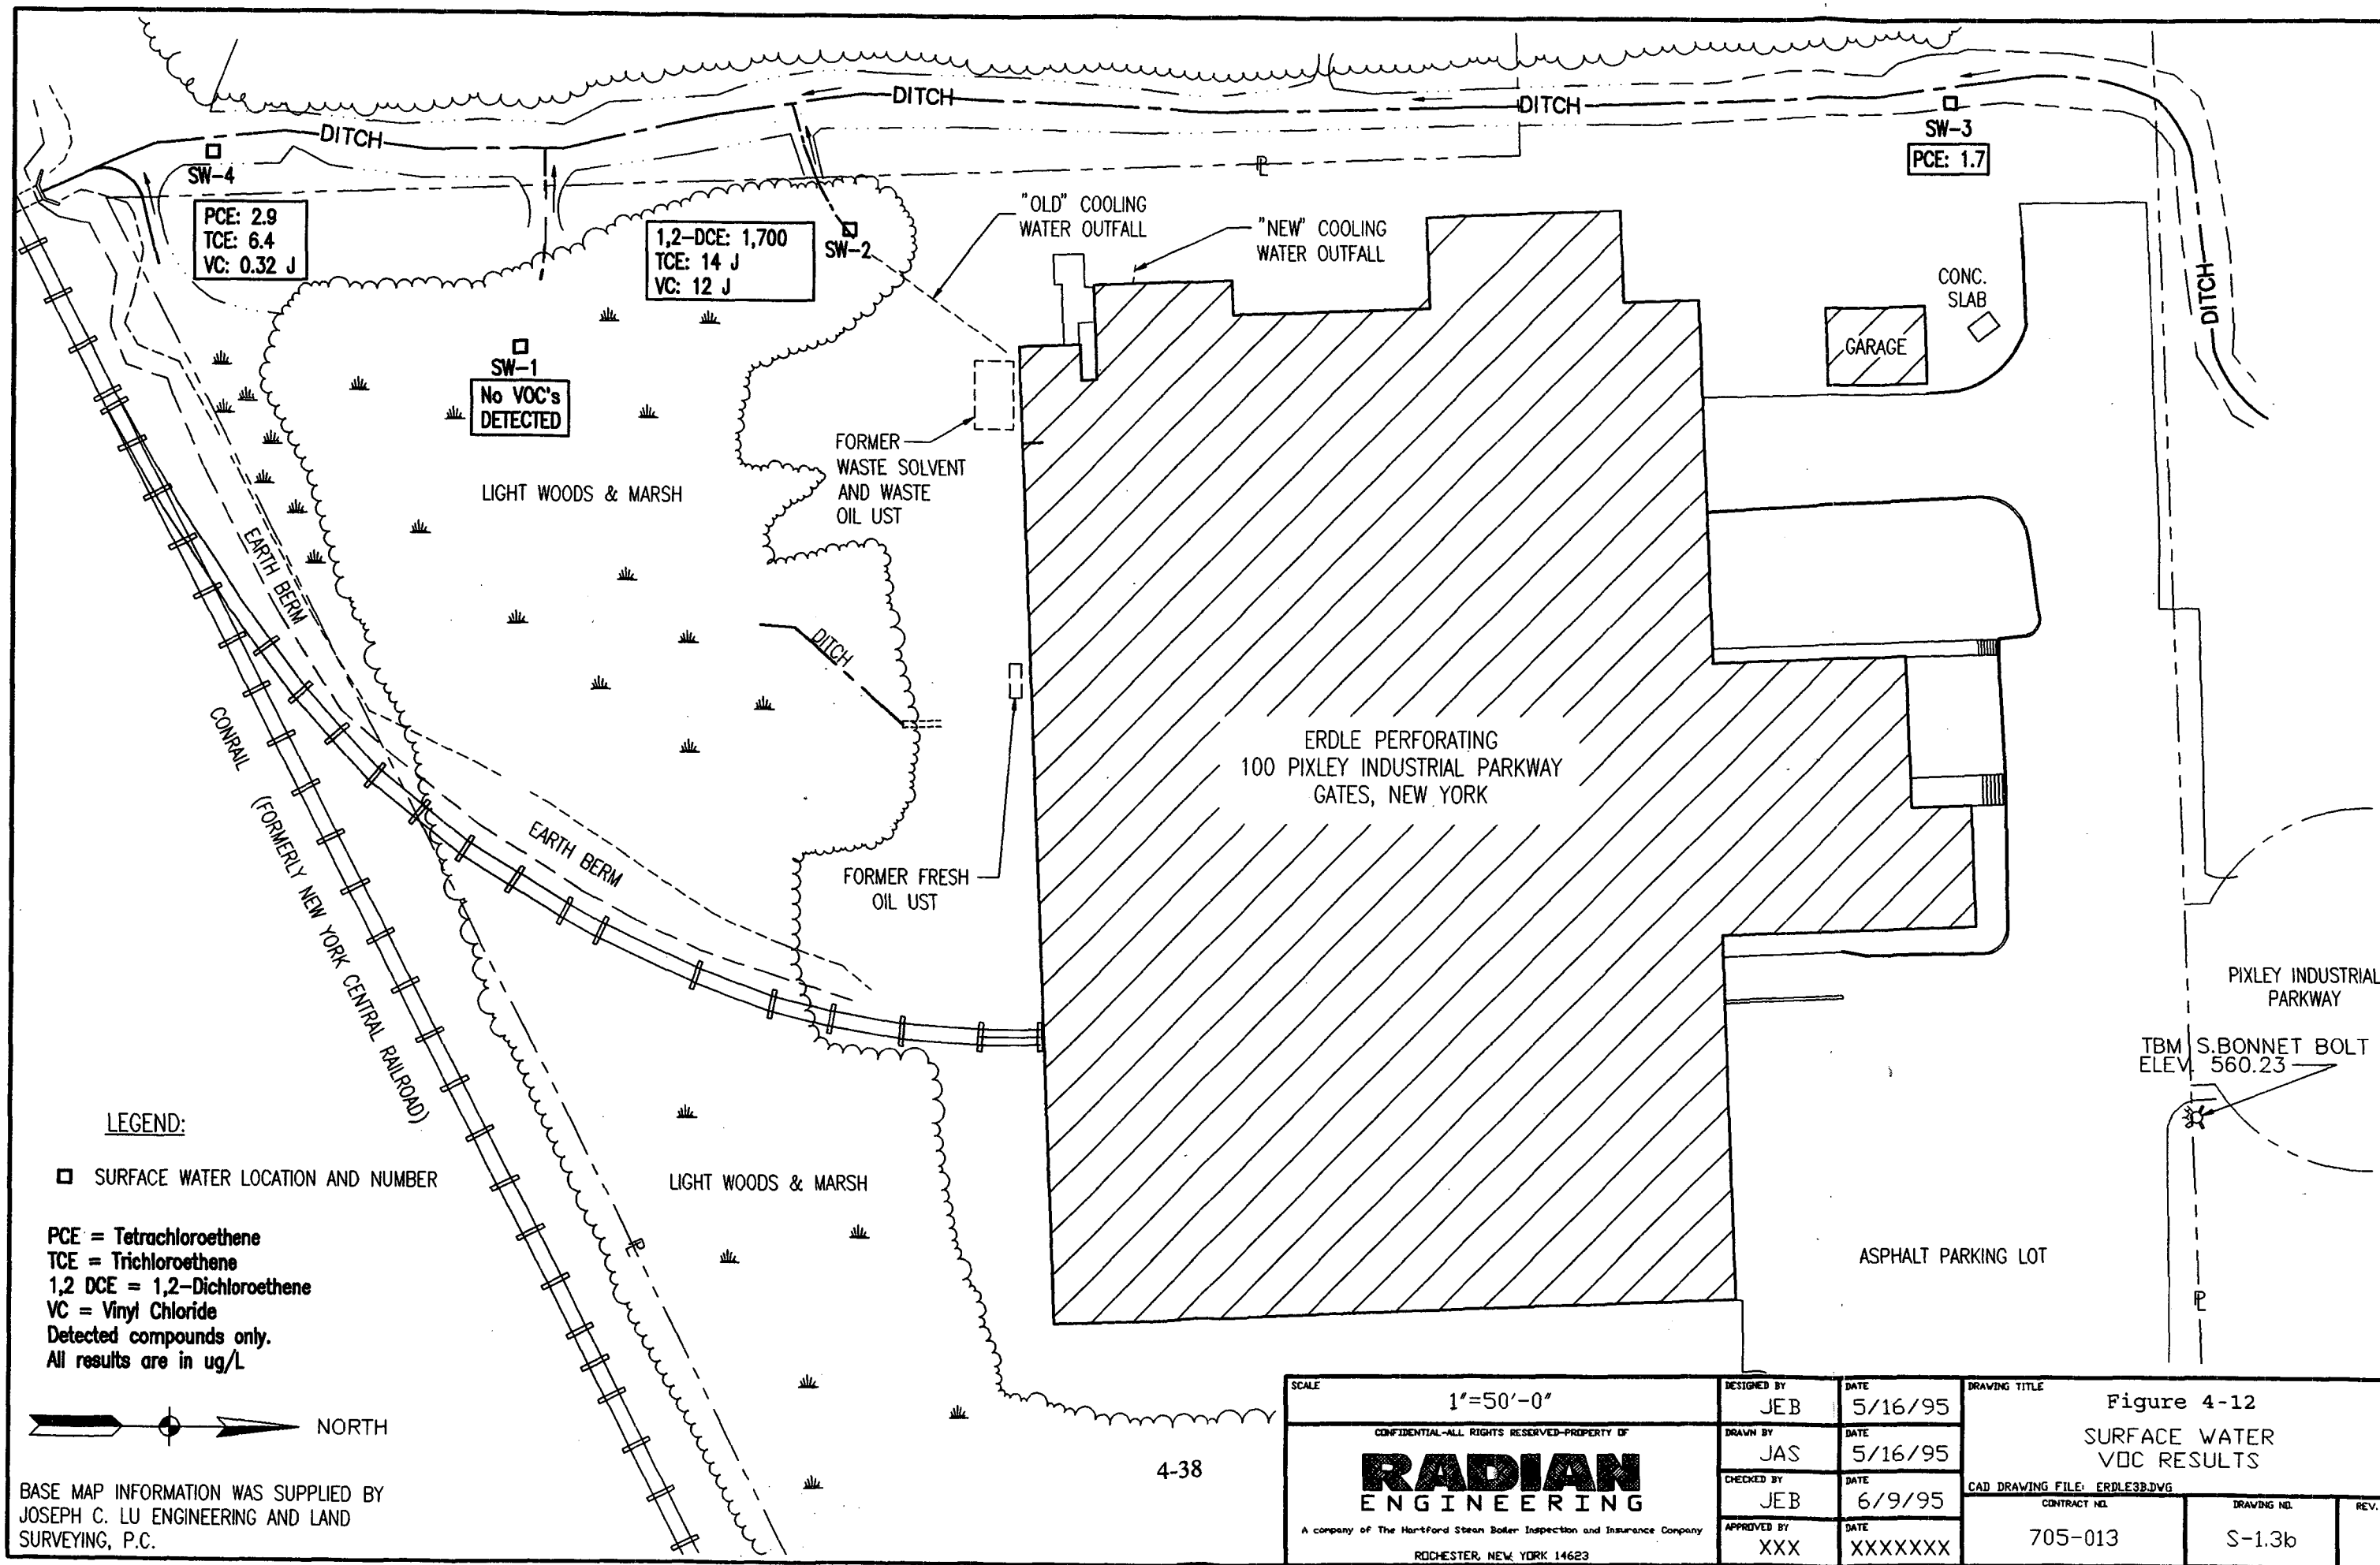 DITCH
DITCH
DITCH
DITCH
SW-4
PCE: 2.9
TCE: 6.4
VC: 0.32 J
1,2-DCE: 1,700
TCE: 14 J
VC: 12 J
SW-2
SW-3
PCE: 1.7
"OLD" COOLING
WATER OUTFALL
"NEW" COOLING
WATER OUTFALL
CONC.
SLAB
GARAGE
SW-1
No VOC's
DETECTED
FORMER
WASTE SOLVENT
AND WASTE
OIL UST
LIGHT WOODS & MARSH
EARTH BERM
DITCH
CONRAIL
(FORMERLY NEW YORK CENTRAL RAILROAD)
EARTH BERM
FORMER FRESH
OIL UST
ERDLE PERFORATING
100 PIXLEY INDUSTRIAL PARKWAY
GATES, NEW YORK
PIXLEY INDUSTRIAL
PARKWAY
TBM S.BONNET BOLT
ELEV. 560.23
ASPHALT PARKING LOT
LIGHT WOODS & MARSH
LEGEND:
SURFACE WATER LOCATION AND NUMBER
PCE = Tetrachloroethene
TCE = Trichloroethene
1,2 DCE = 1,2-Dichloroethene
VC = Vinyl Chloride
Detected compounds only.
All results are in ug/L
NORTH
BASE MAP INFORMATION WAS SUPPLIED BY
JOSEPH C. LU ENGINEERING AND LAND
SURVEYING, P.C.
4-38
SCALE
1"=50'-0"
CONFIDENTIAL-ALL RIGHTS RESERVED-PROPERTY OF
RADIAN
ENGINEERING
A company of The Hartford Steam Boiler Inspection and Insurance Company
ROCHESTER, NEW YORK 14623
DESIGNED BY
JEB
DATE
5/16/95
DRAWN BY
JAS
DATE
5/16/95
CHECKED BY
JEB
DATE
6/9/95
APPROVED BY
XXX
DATE
XXXXXXX
DRAWING TITLE
Figure 4-12
SURFACE WATER
VOC RESULTS
CAD DRAWING FILE: ERDLE3B.DWG
CONTRACT NO.
705-013
DRAWING NO.
S-1.3b
REV.